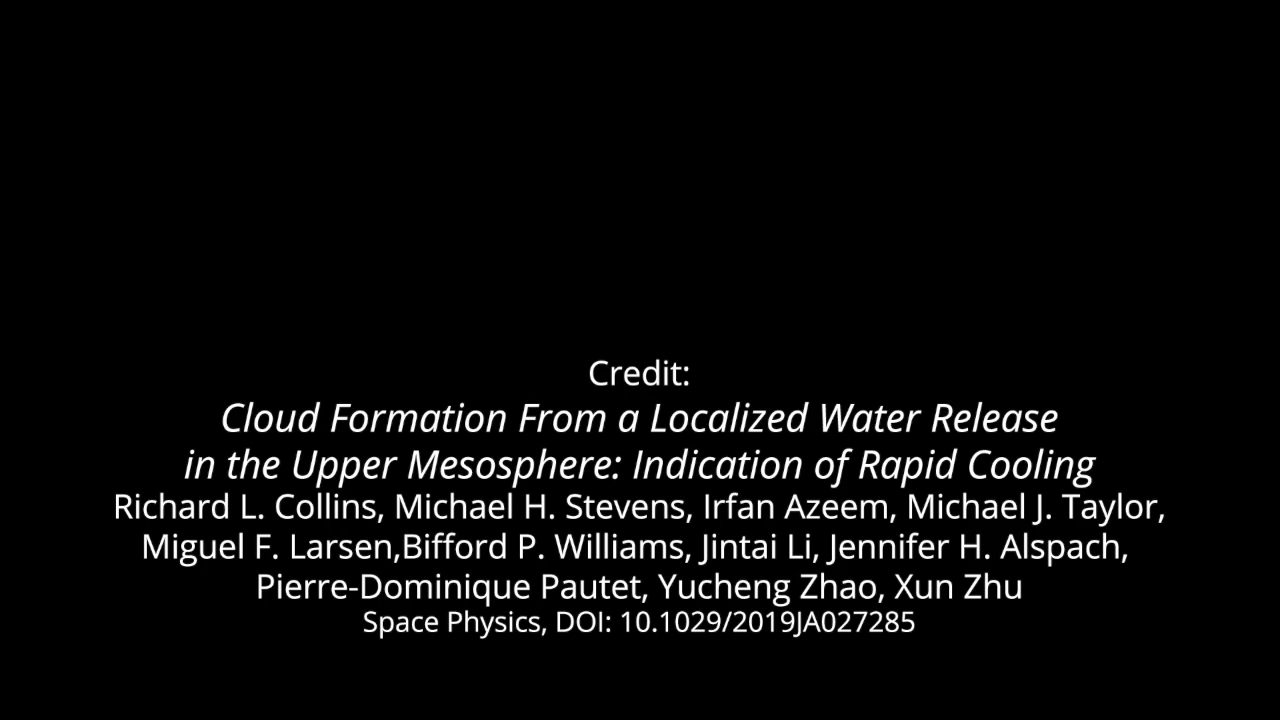 Credit:
Cloud Formation From a Localized Water Release
in the Upper Mesosphere: Indication of Rapid Cooling
Richard L. Collins, Michael H. Stevens, Irfan Azeem, Michael J. Taylor,
Miguel F. Larsen,Bifford P. Williams, Jintai Li, Jennifer H. Alspach,
Pierre-Dominique Pautet, Yucheng Zhao, Xun Zhu
Space Physics, DOI: 10.1029/2019JA027285